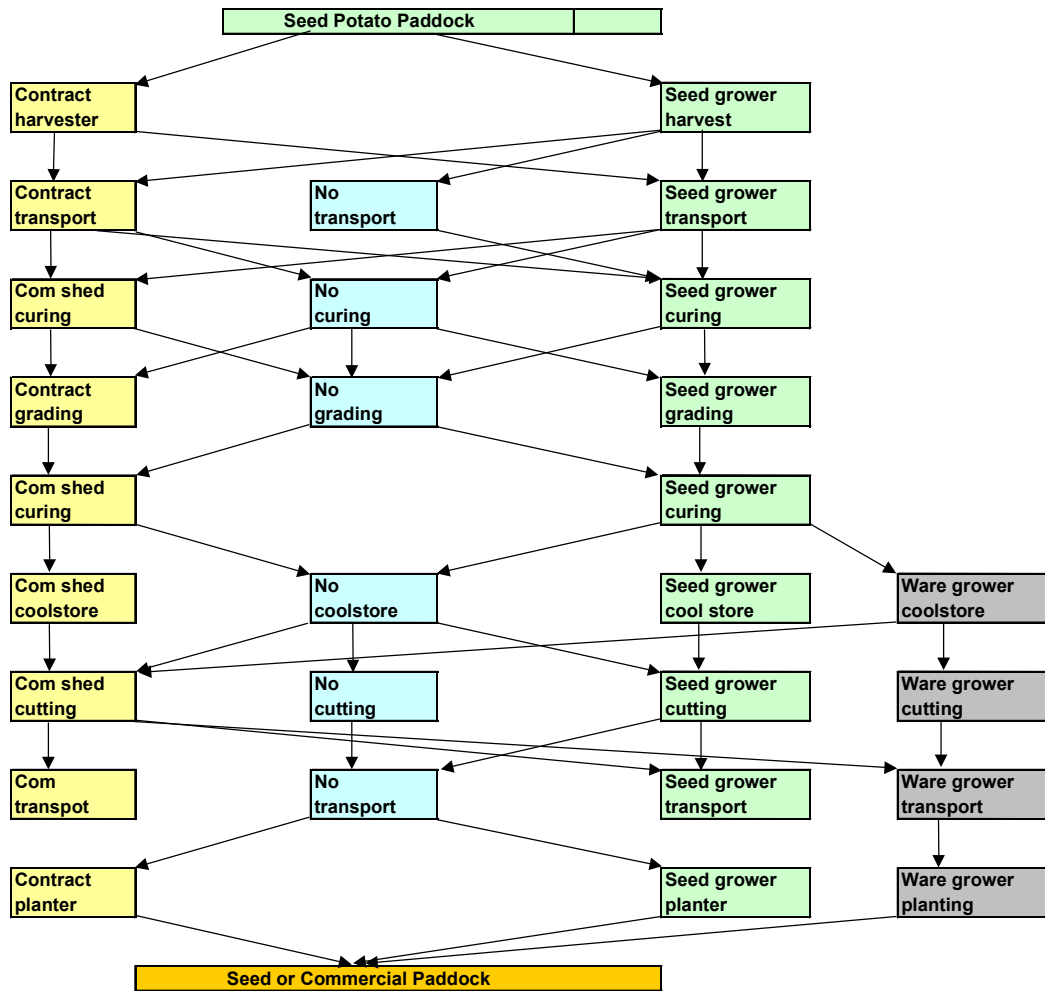 Seed Potato Paddock
Contract
harvester
Seed grower
harvest
Contract
transport
No
transport
Seed grower
transport
Com shed
curing
No
curing
Seed grower
curing
Contract
grading
No
grading
Seed grower
grading
Com shed
curing
Seed grower
curing
Com shed
coolstore
No
coolstore
Seed grower
cool store
Ware grower
coolstore
Com shed
cutting
No
cutting
Seed grower
cutting
Ware grower
cutting
Com
transpot
No
transport
Seed grower
transport
Ware grower
transport
Contract
planter
Seed grower
planter
Ware grower
planting
Seed or Commercial Paddock